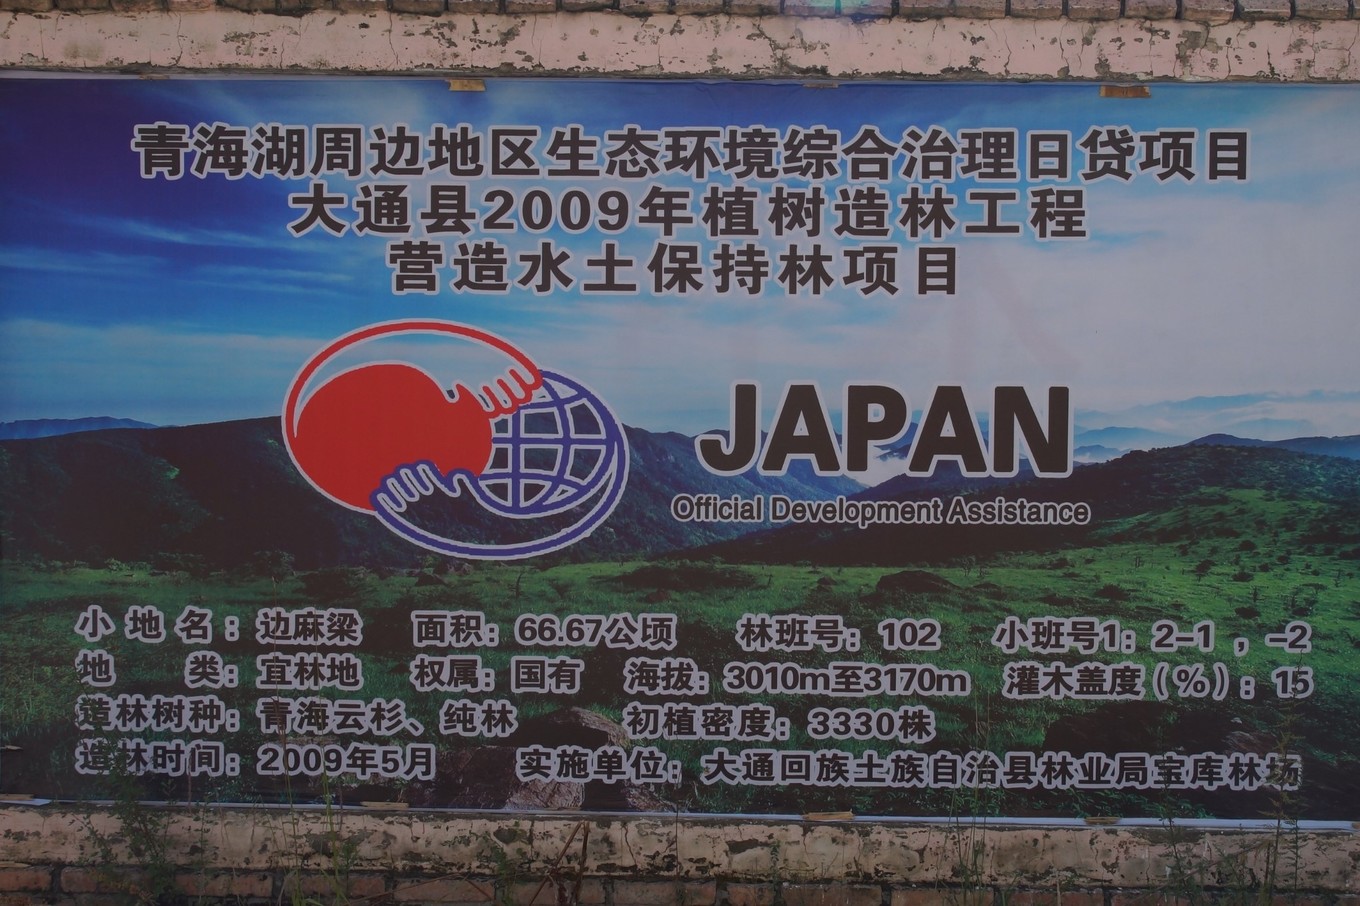 青海湖周边地区生态环境综合治理日贷项目
大通县2009年植树造林工程
营造水土保持林项目
JAPAN
Official Development Assistance
小地名：边麻梁 面积：66.67公顷 林班号：102 小班号1：2-1，-2
地 类：宜林地 权属：国有 海拔：3010m至3170m 灌木盖度（%）：15
造林树种：青海云杉、纯林 初植密度：3330株
造林时间：2009年5月 实施单位：大通回族土族自治县林业局宝库林场